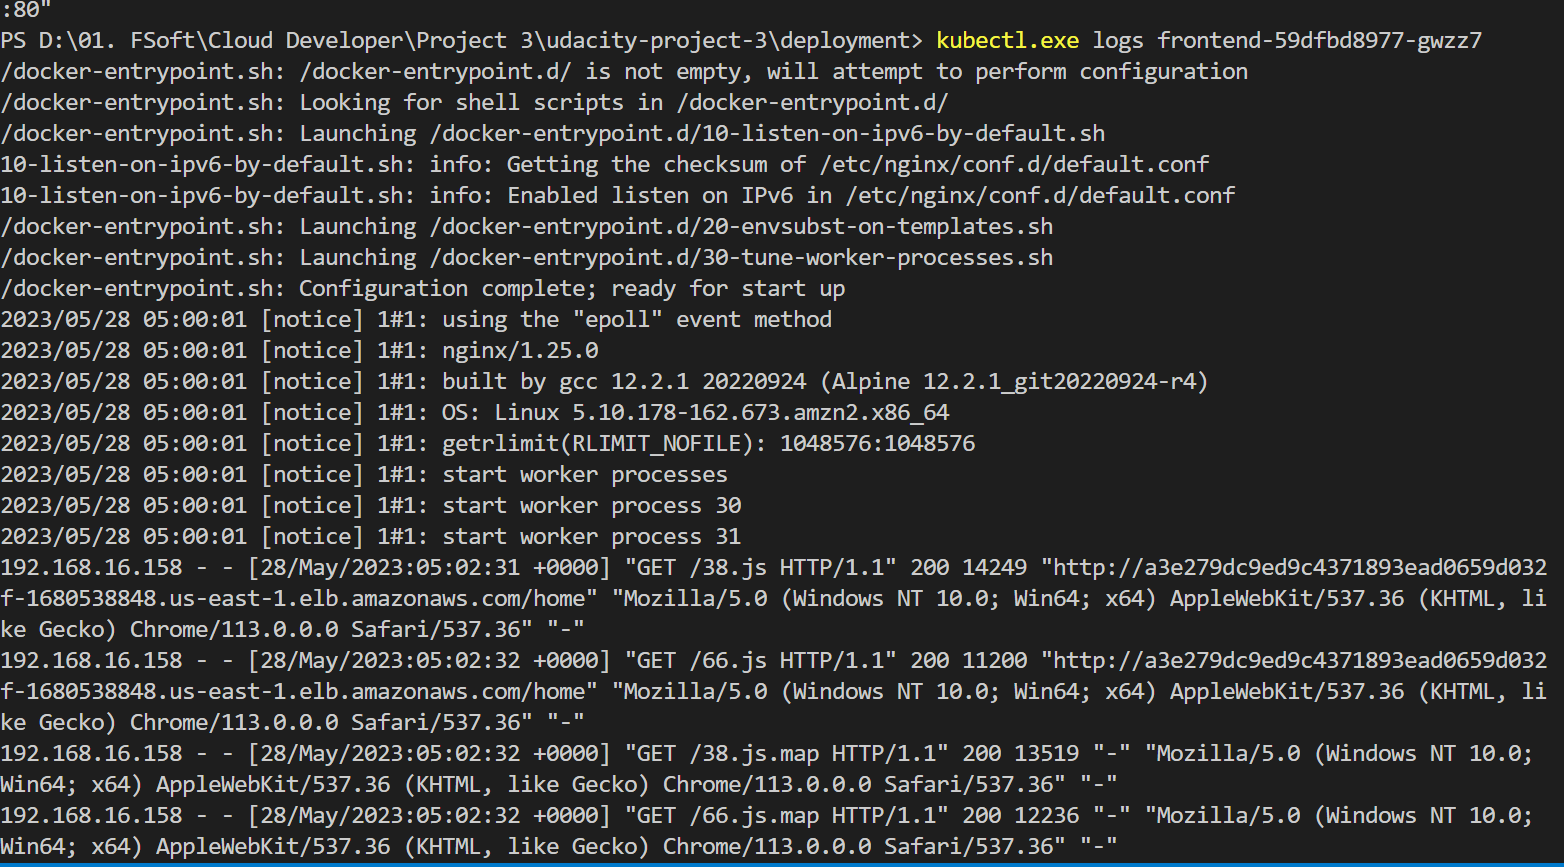 :80"
PS D:\01. FSoft\Cloud Developer\Project 3\udacity-project-3\deployment> kubectl.exe logs frontend-59dfbd8977-gwzz7
/docker-entrypoint.sh: /docker-entrypoint.d/ is not empty, will attempt to perform configuration
/docker-entrypoint.sh: Looking for shell scripts in /docker-entrypoint.d/
/docker-entrypoint.sh: Launching /docker-entrypoint.d/10-listen-on-ipv6-by-default.sh
10-listen-on-ipv6-by-default.sh: info: Getting the checksum of /etc/nginx/conf.d/default.conf
10-listen-on-ipv6-by-default.sh: info: Enabled listen on IPv6 in /etc/nginx/conf.d/default.conf
/docker-entrypoint.sh: Launching /docker-entrypoint.d/20-envsubst-on-templates.sh
/docker-entrypoint.sh: Launching /docker-entrypoint.d/30-tune-worker-processes.sh
/docker-entrypoint.sh: Configuration complete; ready for start up
2023/05/28 05:00:01 [notice] 1#1: using the "epoll" event method
2023/05/28 05:00:01 [notice] 1#1: nginx/1.25.0
2023/05/28 05:00:01 [notice] 1#1: built by gcc 12.2.1 20220924 (Alpine 12.2.1_git20220924-r4)
2023/05/28 05:00:01 [notice] 1#1: OS: Linux 5.10.178-162.673.amzn2.x86_64
2023/05/28 05:00:01 [notice] 1#1: getrlimit(RLIMIT_NOFILE): 1048576:1048576
2023/05/28 05:00:01 [notice] 1#1: start worker processes
2023/05/28 05:00:01 [notice] 1#1: start worker process 30
2023/05/28 05:00:01 [notice] 1#1: start worker process 31
192.168.16.158 - - [28/May/2023:05:02:31 +0000] "GET /38.js HTTP/1.1" 200 14249 "http://a3e279dc9ed9c4371893ead0659d032
f-1680538848.us-east-1.elb.amazonaws.com/home" "Mozilla/5.0 (Windows NT 10.0; Win64; x64) AppleWebKit/537.36 (KHTML, li
ke Gecko) Chrome/113.0.0.0 Safari/537.36" "-"
192.168.16.158 - - [28/May/2023:05:02:32 +0000] "GET /66.js HTTP/1.1" 200 11200 "http://a3e279dc9ed9c4371893ead0659d032
f-1680538848.us-east-1.elb.amazonaws.com/home" "Mozilla/5.0 (Windows NT 10.0; Win64; x64) AppleWebKit/537.36 (KHTML, li
ke Gecko) Chrome/113.0.0.0 Safari/537.36" "-"
192.168.16.158 - - [28/May/2023:05:02:32 +0000] "GET /38.js.map HTTP/1.1" 200 13519 "-" "Mozilla/5.0 (Windows NT 10.0; 
Win64; x64) AppleWebKit/537.36 (KHTML, like Gecko) Chrome/113.0.0.0 Safari/537.36" "-"
192.168.16.158 - - [28/May/2023:05:02:32 +0000] "GET /66.js.map HTTP/1.1" 200 12236 "-" "Mozilla/5.0 (Windows NT 10.0; 
Win64; x64) AppleWebKit/537.36 (KHTML, like Gecko) Chrome/113.0.0.0 Safari/537.36" "-"